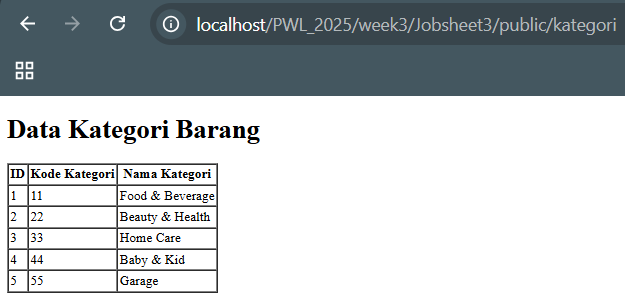 localhost/PWL_2025/week3/Jobsheet3/public/kategori
Data Kategori Barang
ID Kode Kategori Nama Kategori
1 11 Food & Beverage
2 22 Beauty & Health
3 33 Home Care
4 44 Baby & Kid
5 55 Garage